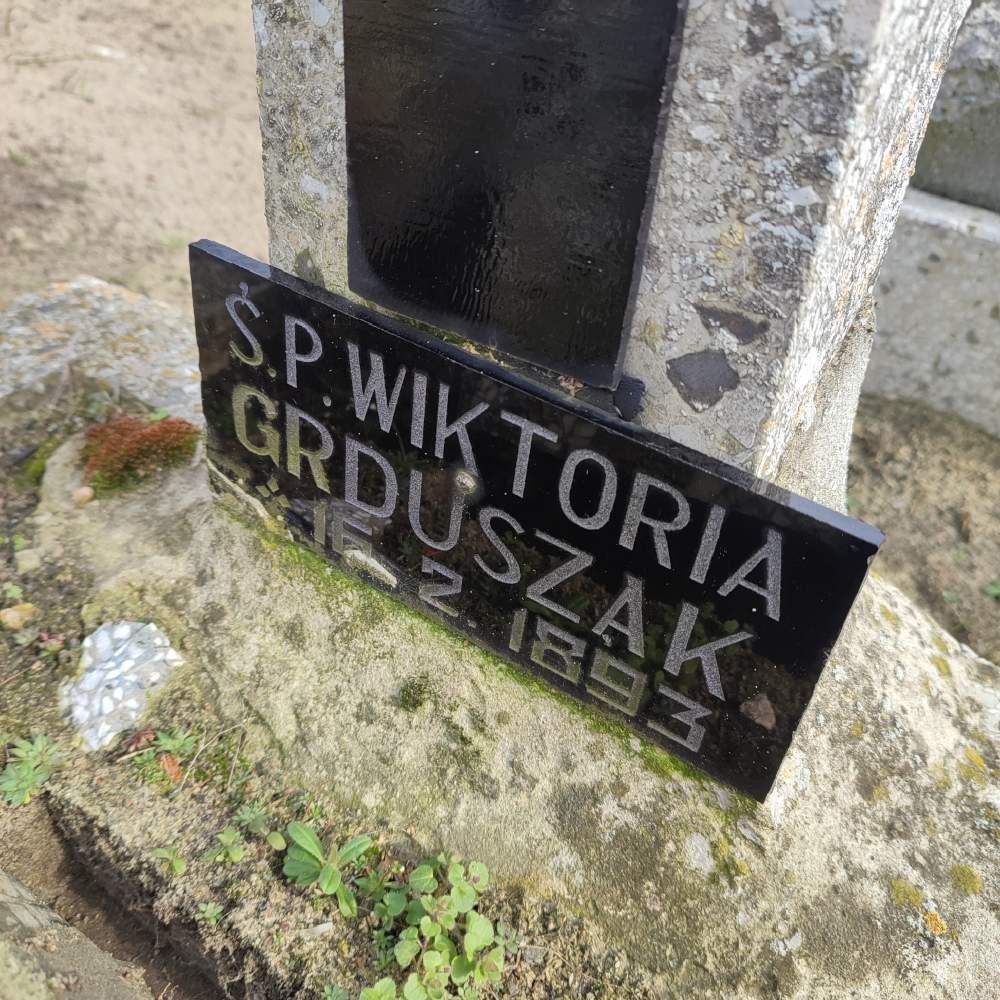 Ś.P. WIKTORIA
GRDUSZAK
* 15. 2. 1893